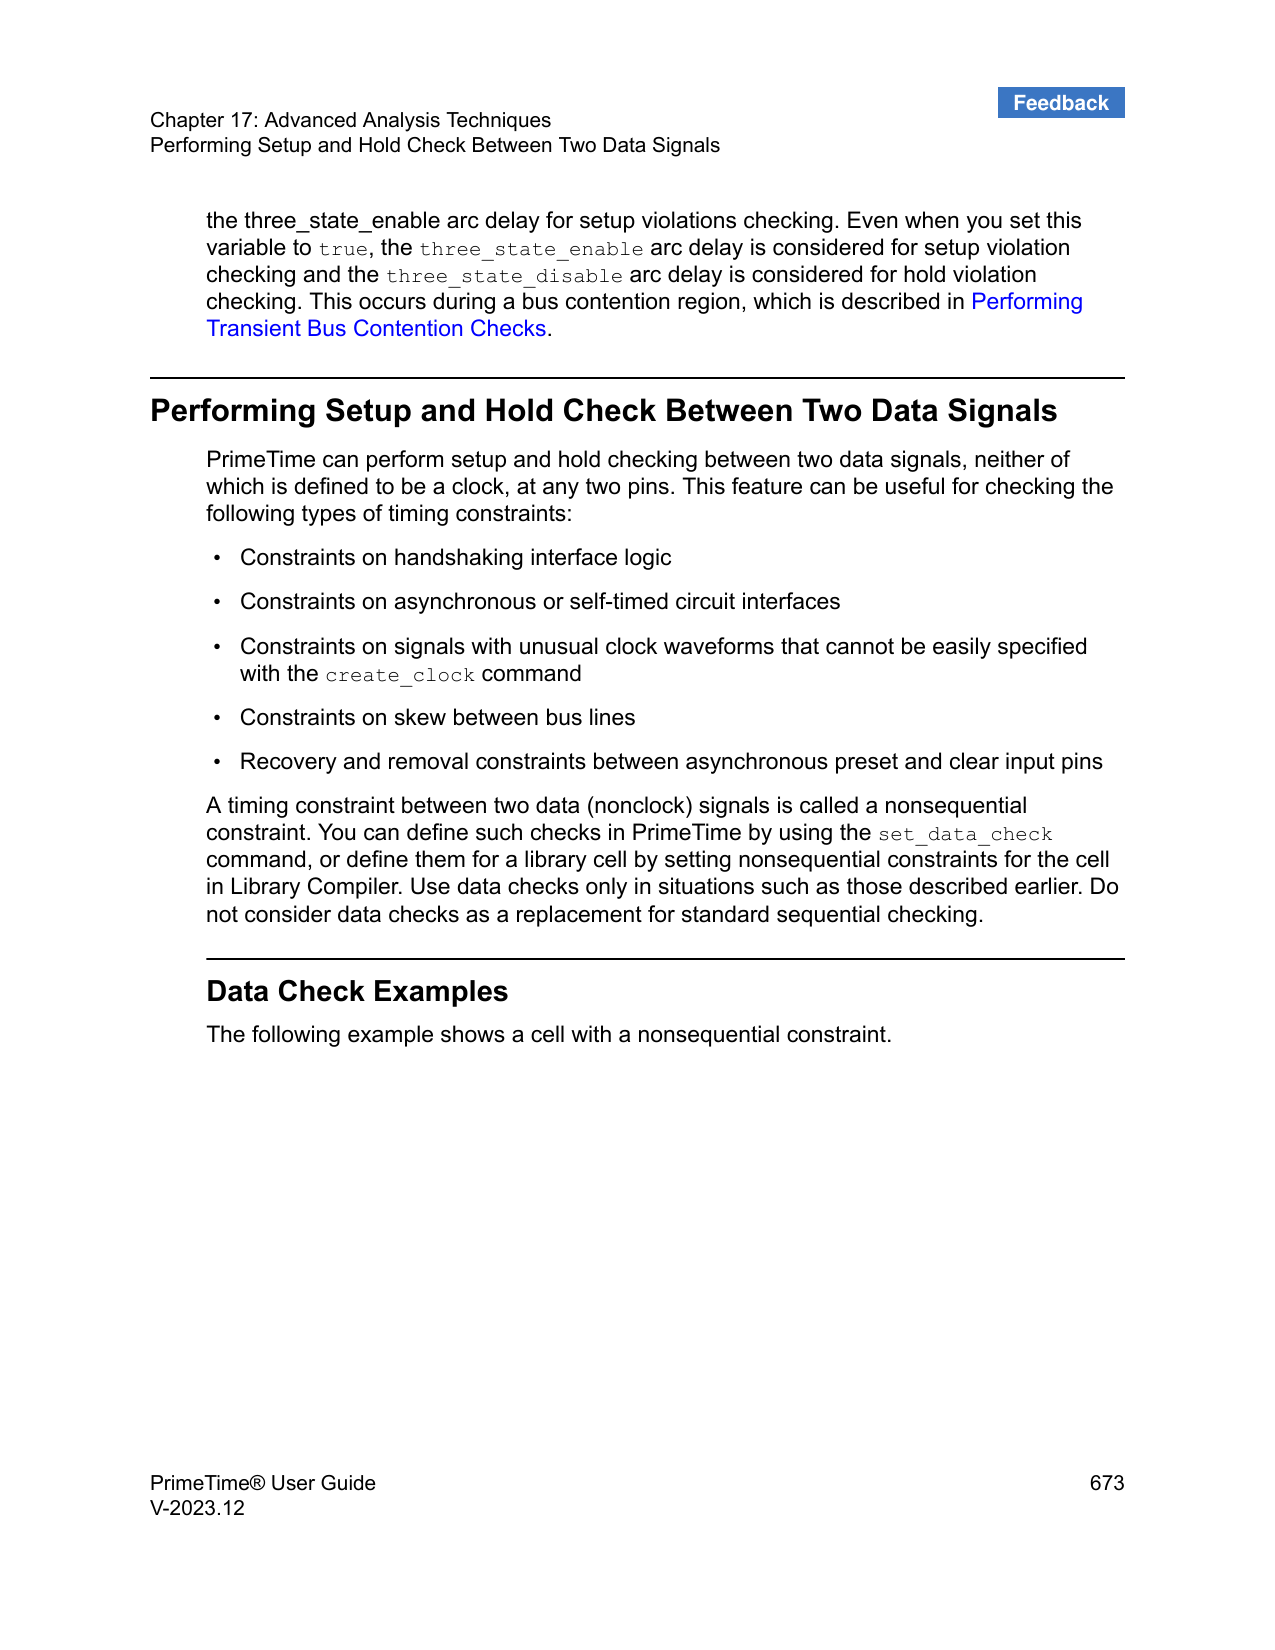 Feedback
Chapter 17: Advanced Analysis Techniques
Performing Setup and Hold Check Between Two Data Signals
the three_state_enable arc delay for setup violations checking. Even when you set this
variable to true, the three_state_enable arc delay is considered for setup violation
checking and the three_state_disable arc delay is considered for hold violation
checking. This occurs during a bus contention region, which is described in Performing
Transient Bus Contention Checks.
Performing Setup and Hold Check Between Two Data Signals
PrimeTime can perform setup and hold checking between two data signals, neither of
which is defined to be a clock, at any two pins. This feature can be useful for checking the
following types of timing constraints:
• Constraints on handshaking interface logic
• Constraints on asynchronous or self-timed circuit interfaces
• Constraints on signals with unusual clock waveforms that cannot be easily specified
with the create_clock command
• Constraints on skew between bus lines
• Recovery and removal constraints between asynchronous preset and clear input pins
A timing constraint between two data (nonclock) signals is called a nonsequential
constraint. You can define such checks in PrimeTime by using the set_data_check
command, or define them for a library cell by setting nonsequential constraints for the cell
in Library Compiler. Use data checks only in situations such as those described earlier. Do
not consider data checks as a replacement for standard sequential checking.
Data Check Examples
The following example shows a cell with a nonsequential constraint.
PrimeTime® User Guide
V-2023.12
673